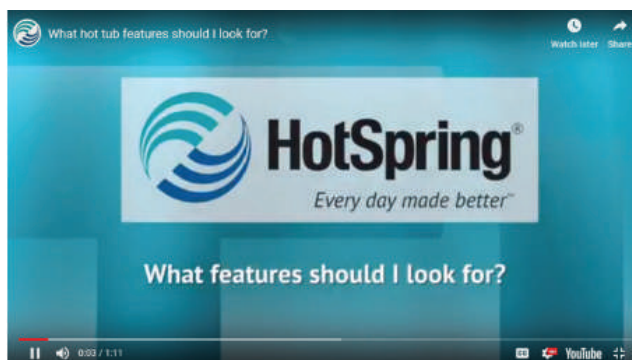 What hot tub features should I look for?
Watch later Share
HotSpring®
Every day made better™
What features should I look for?
0:03 / 1:11
CC
YouTube